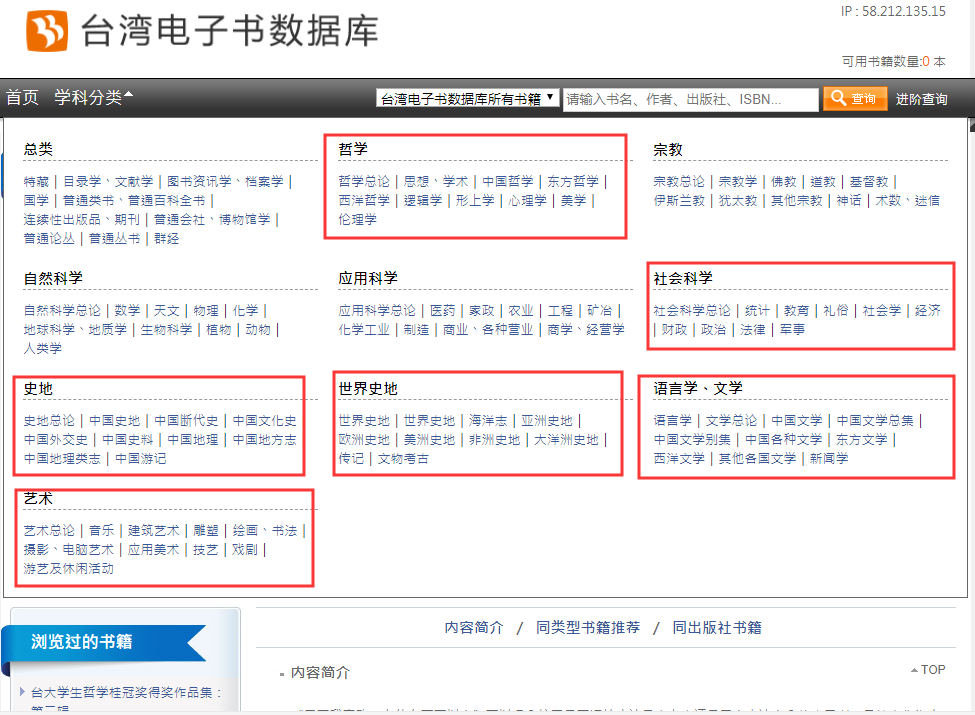 台湾电子书数据库
IP : 58.212.135.15
可用书籍数量:0 本
首页 学科分类 台湾电子书数据库所有书籍 请输入书名、作者、出版社、ISBN... 查询 进阶查询
总类
特藏 | 目录学、文献学 | 图书资讯学、档案学 |
国学 | 普通类书、普通百科全书 |
连续性出版品、期刊 | 普通会社、博物馆学 |
普通论丛 | 普通丛书 | 群经
哲学
哲学总论 | 思想、学术 | 中国哲学 | 东方哲学 |
西洋哲学 | 逻辑学 | 形上学 | 心理学 | 美学 |
伦理学
宗教
宗教总论 | 宗教学 | 佛教 | 道教 | 基督教 |
伊斯兰教 | 犹太教 | 其他宗教 | 神话 | 术数、迷信
自然科学
自然科学总论 | 数学 | 天文 | 物理 | 化学 |
地球科学、地质学 | 生物科学 | 植物 | 动物 |
人类学
应用科学
应用科学总论 | 医药 | 家政 | 农业 | 工程 | 矿冶 |
化学工业 | 制造 | 商业、各种营业 | 商学、经营学
社会科学
社会科学总论 | 统计 | 教育 | 礼俗 | 社会学 | 经济
| 财政 | 政治 | 法律 | 军事
史地
史地总论 | 中国史地 | 中国断代史 | 中国文化史
中国外交史 | 中国史料 | 中国地理 | 中国地方志
中国地理类志 | 中国游记
世界史地
世界史地 | 世界史地 | 海洋志 | 亚洲史地 |
欧洲史地 | 美洲史地 | 非洲史地 | 大洋洲史地 |
传记 | 文物考古
语言学、文学
语言学 | 文学总论 | 中国文学 | 中国文学总集 |
中国文学别集 | 中国各种文学 | 东方文学 |
西洋文学 | 其他各国文学 | 新闻学
艺术
艺术总论 | 音乐 | 建筑艺术 | 雕塑 | 绘画、书法 |
摄影、电脑艺术 | 应用美术 | 技艺 | 戏剧 |
游艺及休闲活动
浏览过的书籍
台大学生哲学桂冠奖得奖作品集：
内容简介 / 同类型书籍推荐 / 同出版社书籍
内容简介
TOP